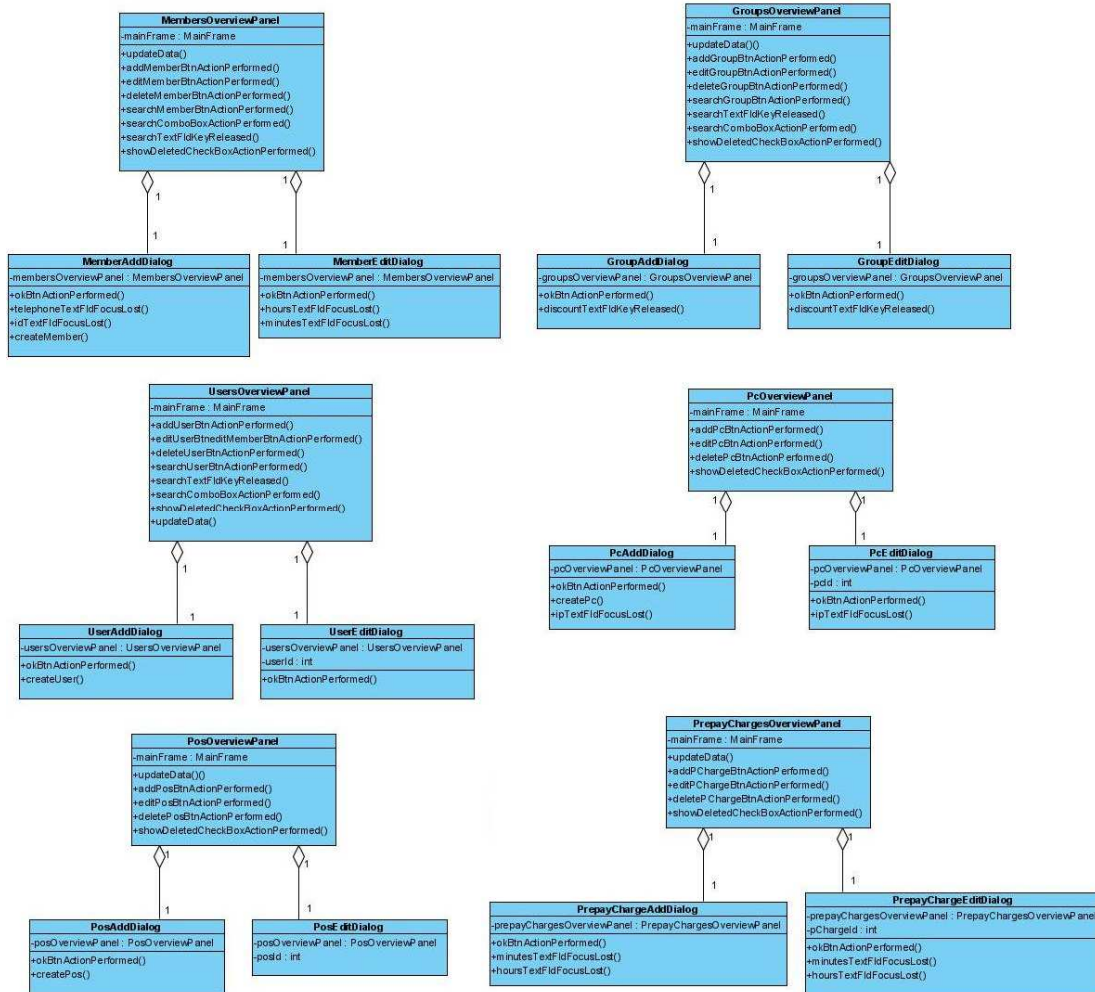 MembersOverviewPanel
-mainFrame : MainFrame
+updateData()
+addMemberBtnActionPerformed()
+editMemberBtnActionPerformed()
+deleteMemberBtnActionPerformed()
+searchMemberBtnActionPerformed()
+searchComboBoxActionPerformed()
+searchTextFldKeyReleased()
+showDeletedCheckBoxActionPerformed()
1
1
1
1
MemberAddDialog
-membersOverviewPanel : MembersOverviewPanel
+okBtnActionPerformed()
+telephoneTextFldFocusLost()
+idTextFldFocusLost()
+createMember()
MemberEditDialog
-membersOverviewPanel : MembersOverviewPanel
+okBtnActionPerformed()
+hoursTextFldFocusLost()
+minutesTextFldFocusLost()
GroupsOverviewPanel
-mainFrame : MainFrame
+updateData()()
+addGroupBtnActionPerformed()
+editGroupBtnActionPerformed()
+deleteGroupBtnActionPerformed()
+searchGroupBtnActionPerformed()
+searchTextFldKeyReleased()
+searchComboBoxActionPerformed()
+showDeletedCheckBoxActionPerformed()
1
1
1
1
GroupAddDialog
-groupsOverviewPanel : GroupsOverviewPanel
+okBtnActionPerformed()
+discountTextFldKeyReleased()
GroupEditDialog
-groupsOverviewPanel : GroupsOverviewPanel
+okBtnActionPerformed()
+discountTextFldKeyReleased()
UsersOverviewPanel
-mainFrame : MainFrame
+addUserBtnActionPerformed()
+editUserBtneditMemberBtnActionPerformed()
+deleteUserBtnActionPerformed()
+searchUserBtnActionPerformed()
+searchTextFldKeyReleased()
+searchComboBoxActionPerformed()
+showDeletedCheckBoxActionPerformed()
+updateData()
1
1
1
1
UserAddDialog
-usersOverviewPanel : UsersOverviewPanel
+okBtnActionPerformed()
+createUser()
UserEditDialog
-usersOverviewPanel : UsersOverviewPanel
-userId : int
+okBtnActionPerformed()
PcOverviewPanel
-mainFrame : MainFrame
+addPcBtnActionPerformed()
+editPcBtnActionPerformed()
+deletePcBtnActionPerformed()
+showDeletedCheckBoxActionPerformed()
1
1
1
1
PcAddDialog
-pcOverviewPanel : PcOverviewPanel
+okBtnActionPerformed()
+createPc()
+ipTextFldFocusLost()
PcEditDialog
-pcOverviewPanel : PcOverviewPanel
-pcId : int
+okBtnActionPerformed()
+ipTextFldFocusLost()
PosOverviewPanel
-mainFrame : MainFrame
+updateData()()
+addPosBtnActionPerformed()
+editPosBtnActionPerformed()
+deletePosBtnActionPerformed()
+showDeletedCheckBoxActionPerformed()
1
1
1
1
PosAddDialog
-posOverviewPanel : PosOverviewPanel
+okBtnActionPerformed()
+createPos()
PosEditDialog
-posOverviewPanel : PosOverviewPanel
-posId : int
PrepayChargesOverviewPanel
-mainFrame : MainFrame
+updateData()
+addPChargeBtnActionPerformed()
+editPChargeBtnActionPerformed()
+deletePChargeBtnActionPerformed()
+showDeletedCheckBoxActionPerformed()
1
1
1
1
PrepayChargeAddDialog
-prepayChargesOverviewPanel : PrepayChargesOverviewPanel
+okBtnActionPerformed()
+minutesTextFldFocusLost()
+hoursTextFldFocusLost()
PrepayChargeEditDialog
-prepayChargesOverviewPanel : PrepayChargesOverviewPanel
-pChargeId : int
+okBtnActionPerformed()
+minutesTextFldFocusLost()
+hoursTextFldFocusLost()